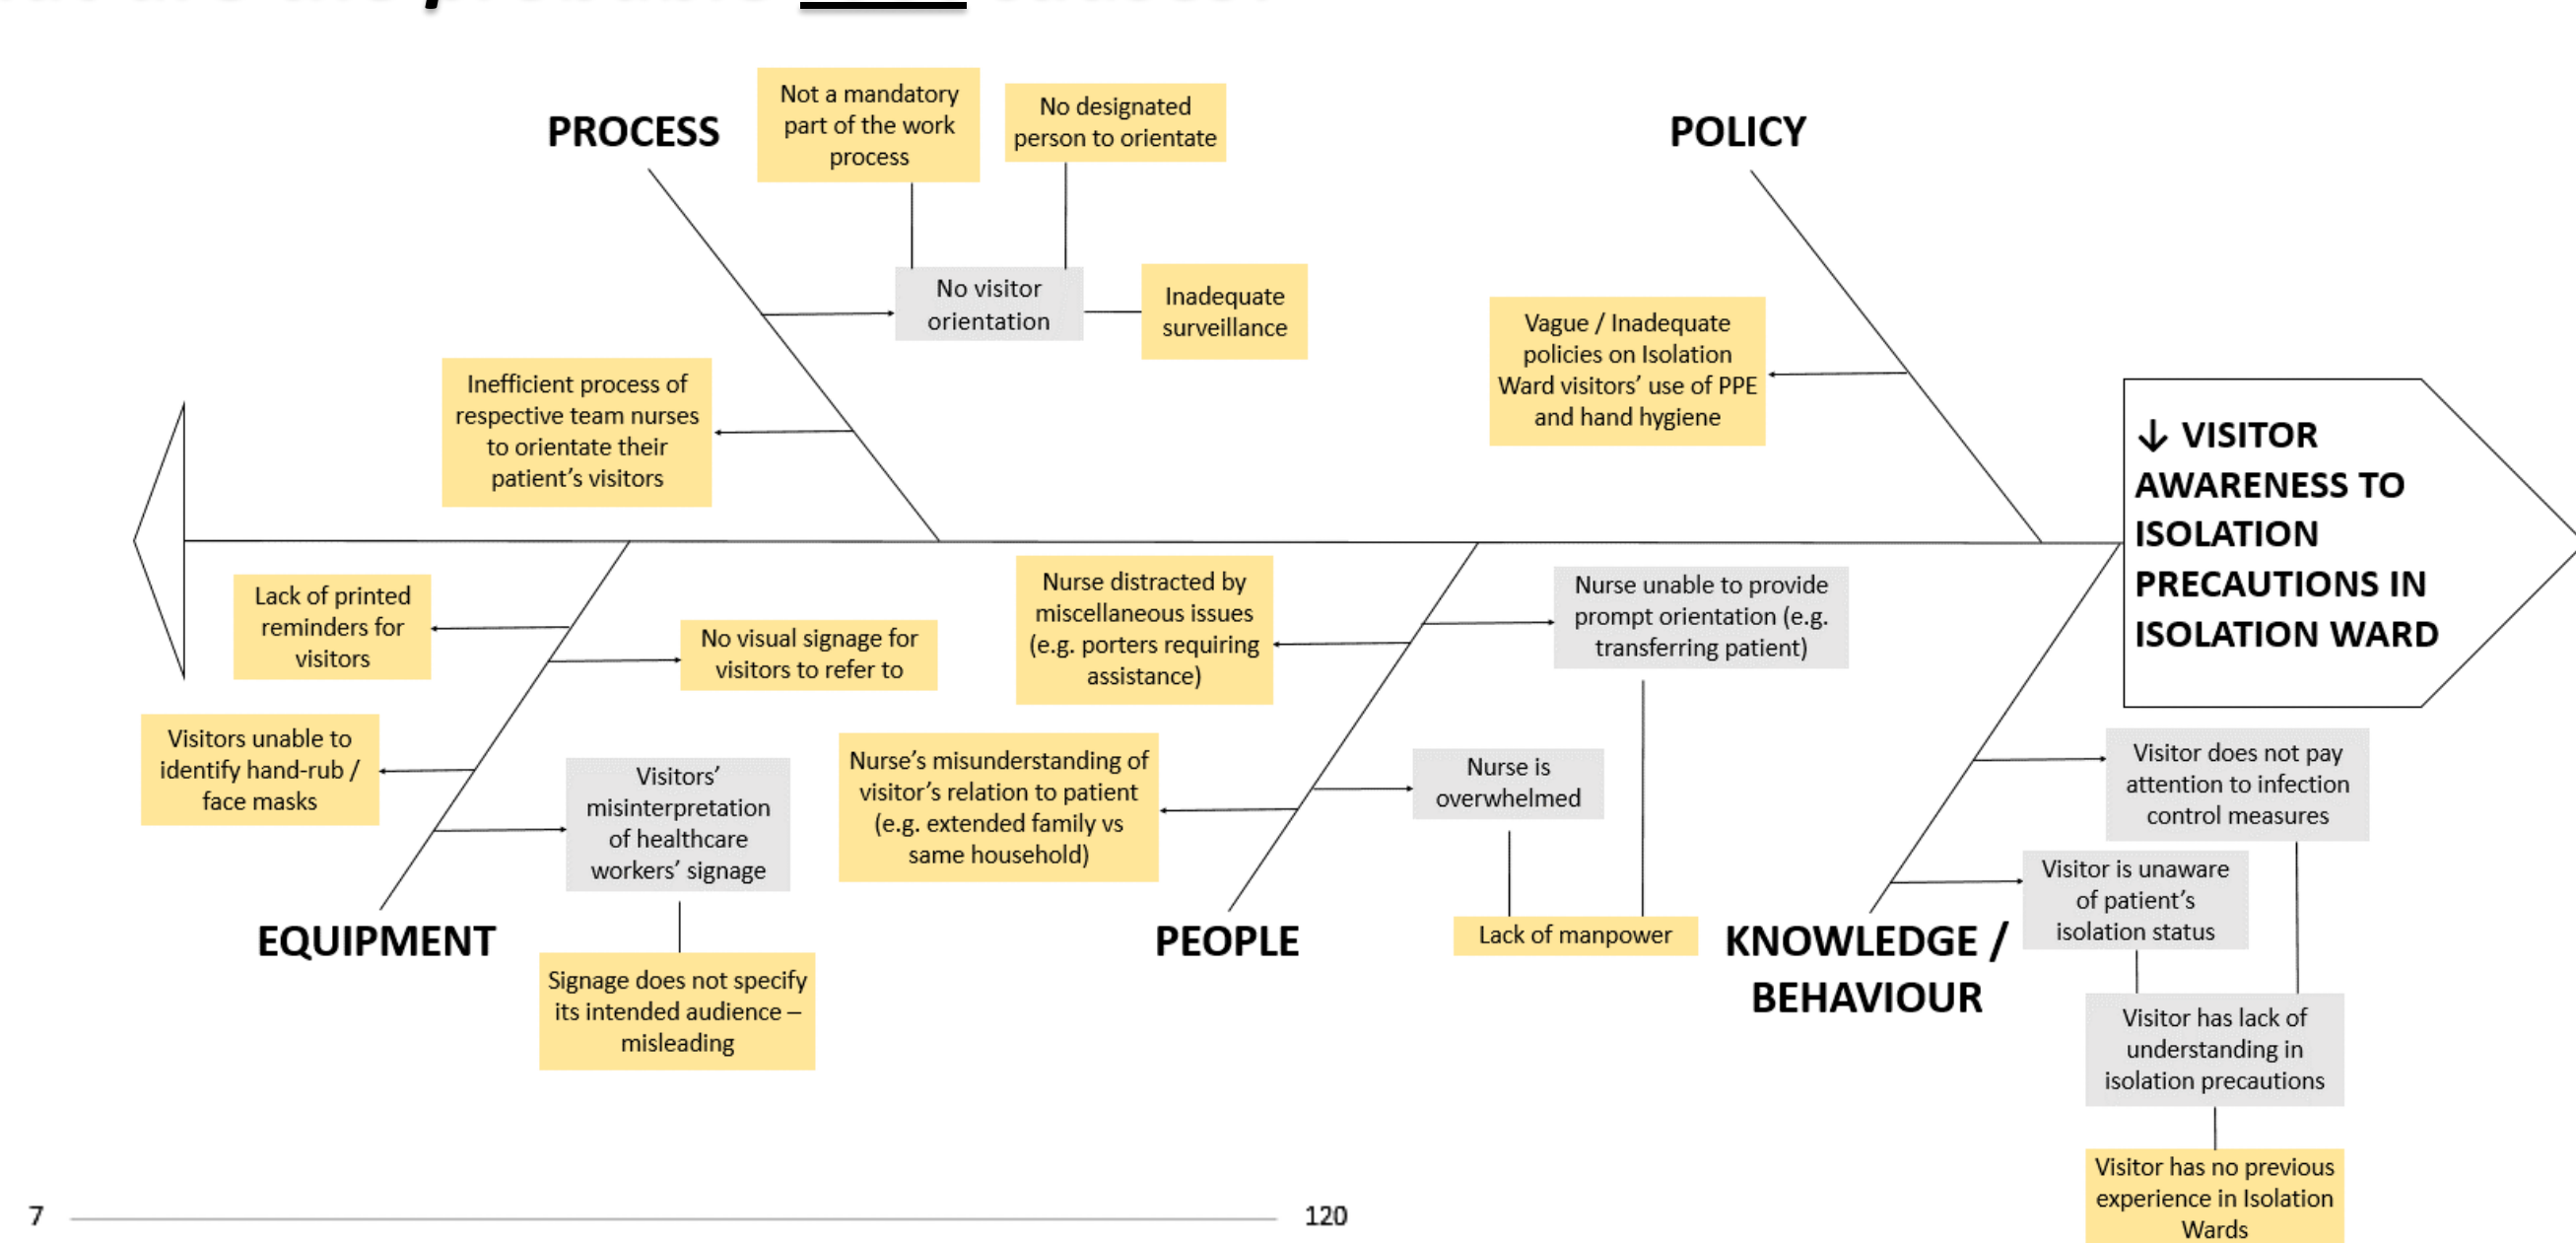 PROCESS
Not a mandatory
part of the work
process
No designated
person to orientate
POLICY
No visitor
orientation
Inadequate
surveillance
Inefficient process of
respective team nurses
to orientate their
patient's visitors
Vague / Inadequate
policies on Isolation
Ward visitors' use of PPE
and hand hygiene
↓ VISITOR
AWARENESS TO
ISOLATION
PRECAUTIONS IN
ISOLATION WARD
Lack of printed
reminders for
visitors
No visual signage for
visitors to refer to
Visitors unable to
identify hand-rub /
face masks
Visitors'
misinterpretation
of healthcare
workers' signage
Signage does not specify
its intended audience –
misleading
EQUIPMENT
Nurse distracted by
miscellaneous issues
(e.g. porters requiring
assistance)
Nurse unable to provide
prompt orientation (e.g.
transferring patient)
Nurse's misunderstanding of
visitor's relation to patient
(e.g. extended family vs
same household)
Nurse is
overwhelmed
Lack of manpower
PEOPLE
Visitor does not pay
attention to infection
control measures
Visitor is unaware
of patient's
isolation status
KNOWLEDGE /
BEHAVIOUR
Visitor has lack of
understanding in
isolation precautions
Visitor has no previous
experience in Isolation
Wards
7
120